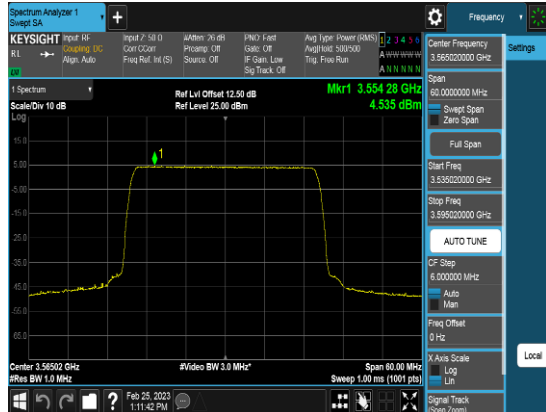 Spectrum Analyzer 1
Swept SA
+
Frequency
KEYSIGHT
RL
Input: RF
Coupling: DC
Align: Auto
Input Z: 50 Ω
Corr CCorr
Freq Ref: Int (S)
#Atten: 26 dB
Preamp: Off
Source: Off
PNO: Fast
Gate: Off
IF Gain: Low
Sig Track: Off
Avg Type: Power (RMS)
Avg|Hold: 500/500
Trig: Free Run
1 2 3 4 5 6
A W W W W W
A N N N N N
1 Spectrum
Scale/Div 10 dB
Log
Ref Lvl Offset 12.50 dB
Ref Level 25.00 dBm
Mkr1 3.554 28 GHz
4.535 dBm
1
15.0
5.00
-5.00
-15.0
-25.0
-35.0
-45.0
-55.0
-65.0
Center 3.56502 GHz
#Res BW 1.0 MHz
#Video BW 3.0 MHz*
Span 60.00 MHz
Sweep 1.00 ms (1001 pts)
Center Frequency
3.565020000 GHz
Span
60.0000000 MHz
Swept Span
Zero Span
Full Span
Start Freq
3.535020000 GHz
Stop Freq
3.595020000 GHz
AUTO TUNE
CF Step
6.000000 MHz
Auto
Man
Freq Offset
0 Hz
X Axis Scale
Log
Lin
Signal Track
(Span Zoom)
Settings
Local
?
Feb 25, 2023
1:11:42 PM